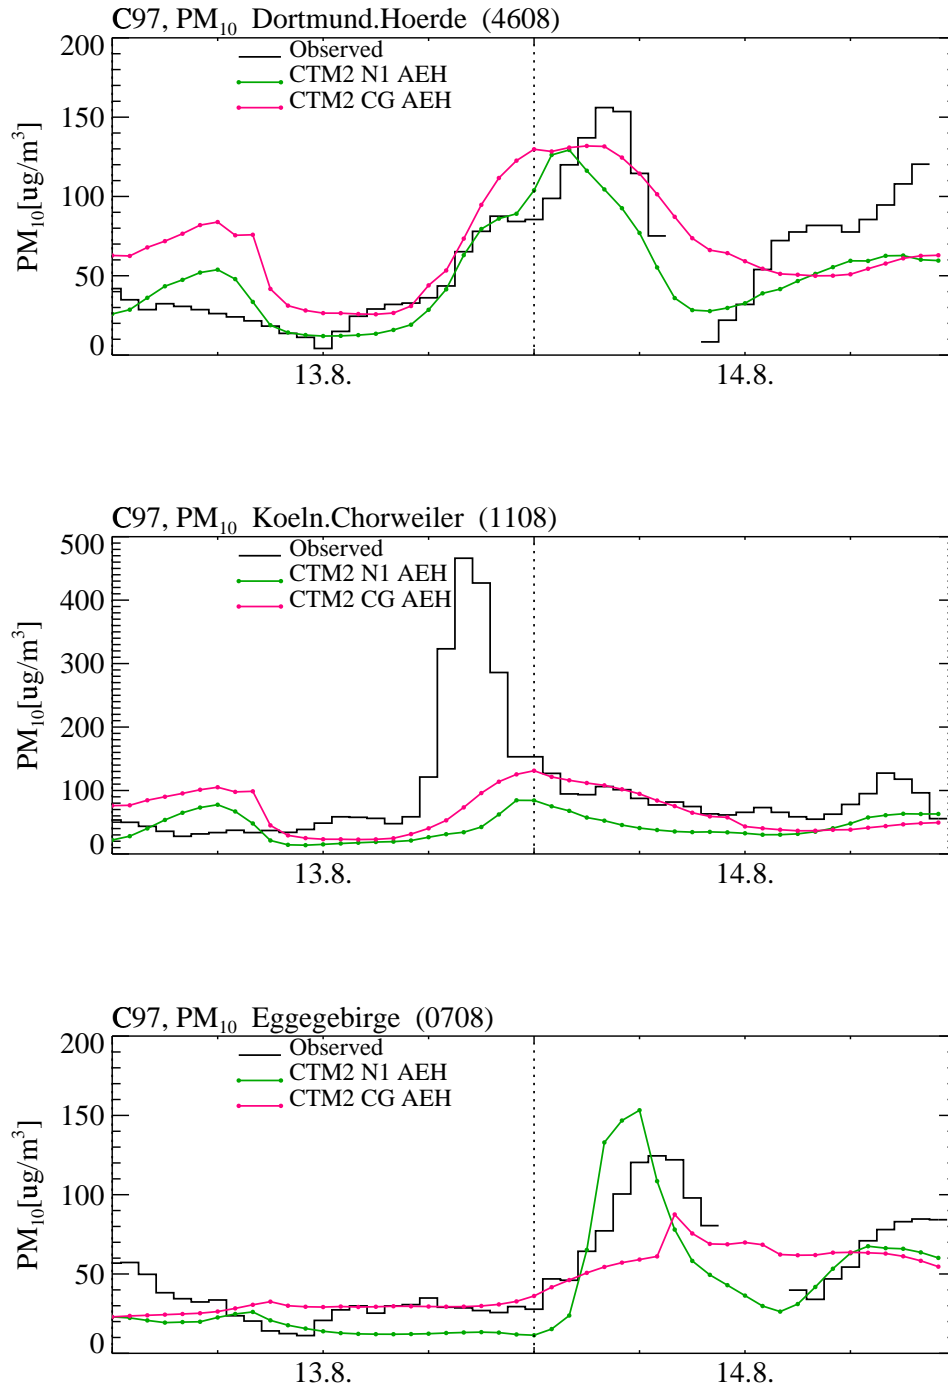 C97, PM10 Dortmund.Hoerde (4608)
200
150
100
50
0
PM10[ug/m3]
Observed
CTM2 N1 AEH
CTM2 CG AEH
13.8.
14.8.
C97, PM10 Koeln.Chorweiler (1108)
500
400
300
200
100
0
PM10[ug/m3]
Observed
CTM2 N1 AEH
CTM2 CG AEH
13.8.
14.8.
C97, PM10 Eggegebirge (0708)
200
150
100
50
0
PM10[ug/m3]
Observed
CTM2 N1 AEH
CTM2 CG AEH
13.8.
14.8.